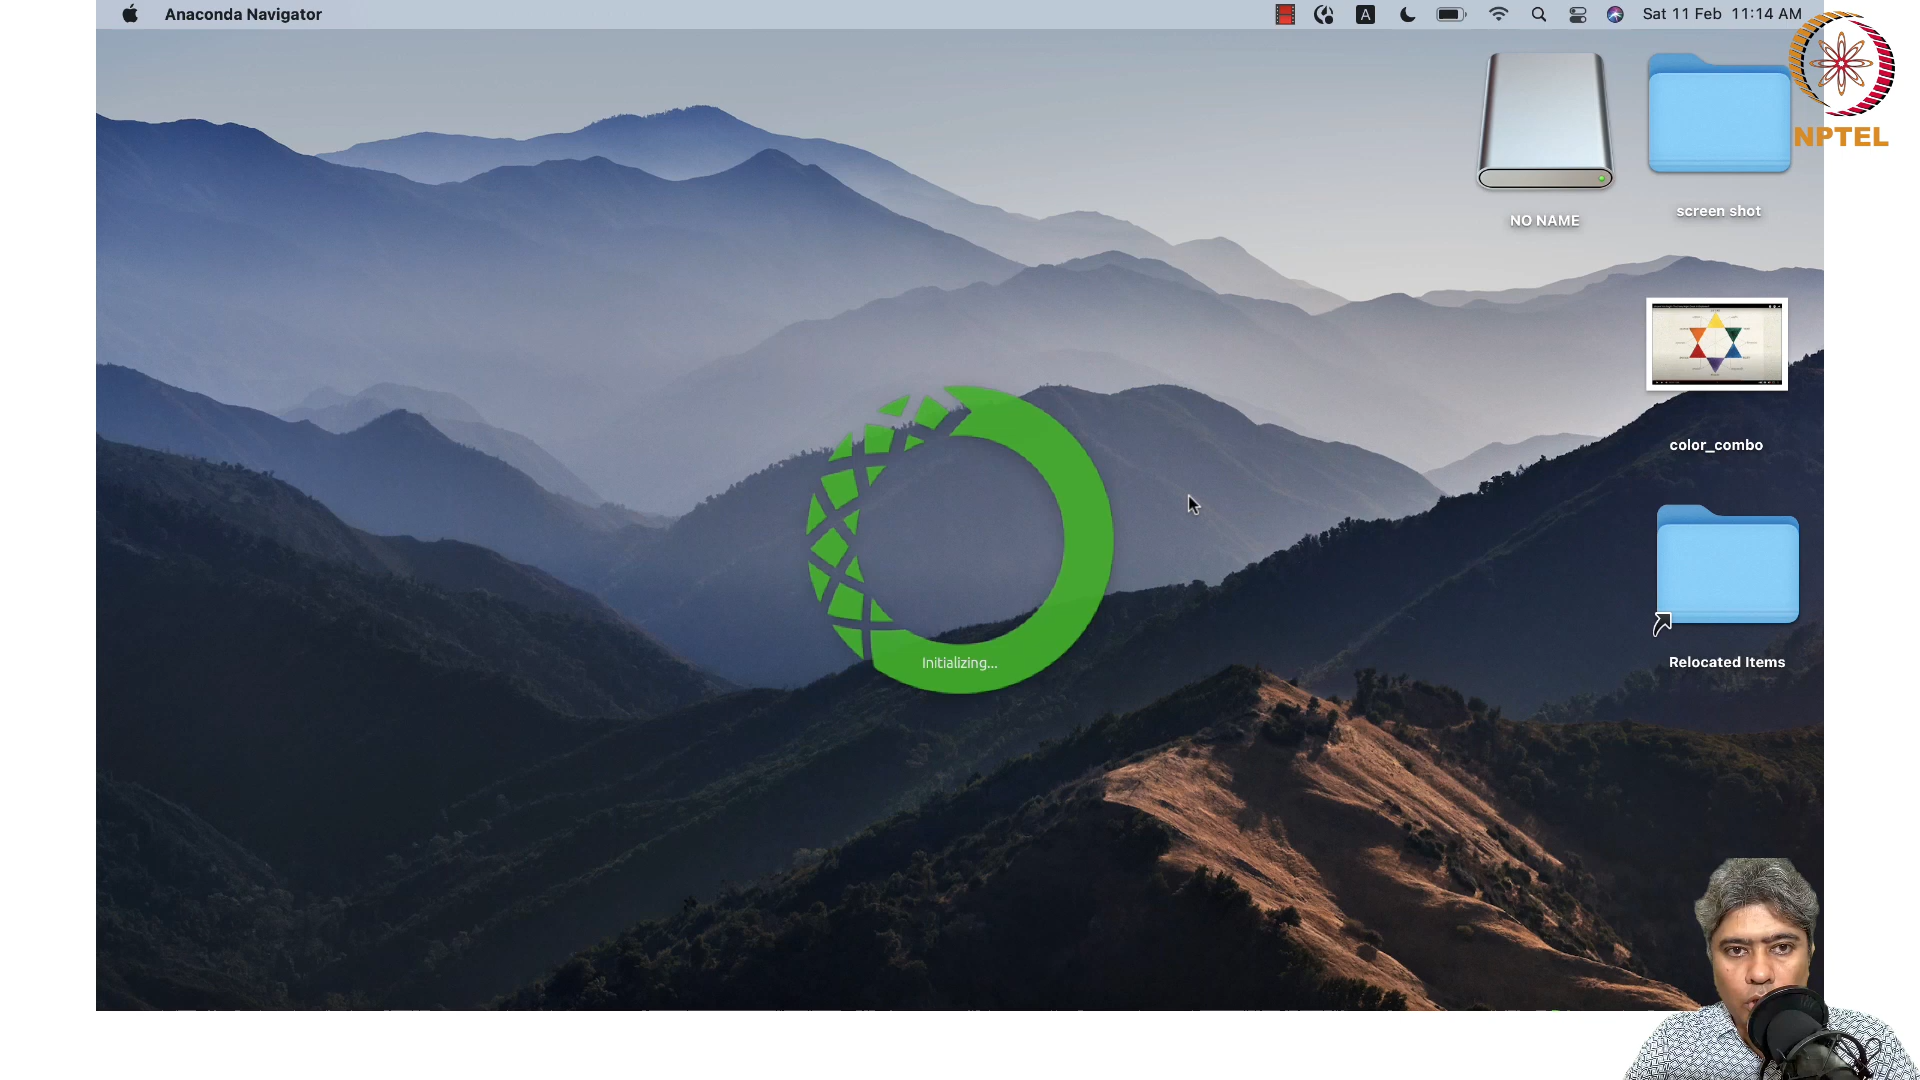 Anaconda Navigator
A
Sat 11 Feb 11:14 AM
NPTEL
NO NAME
screen shot
color_combo
Initializing...
Relocated Items